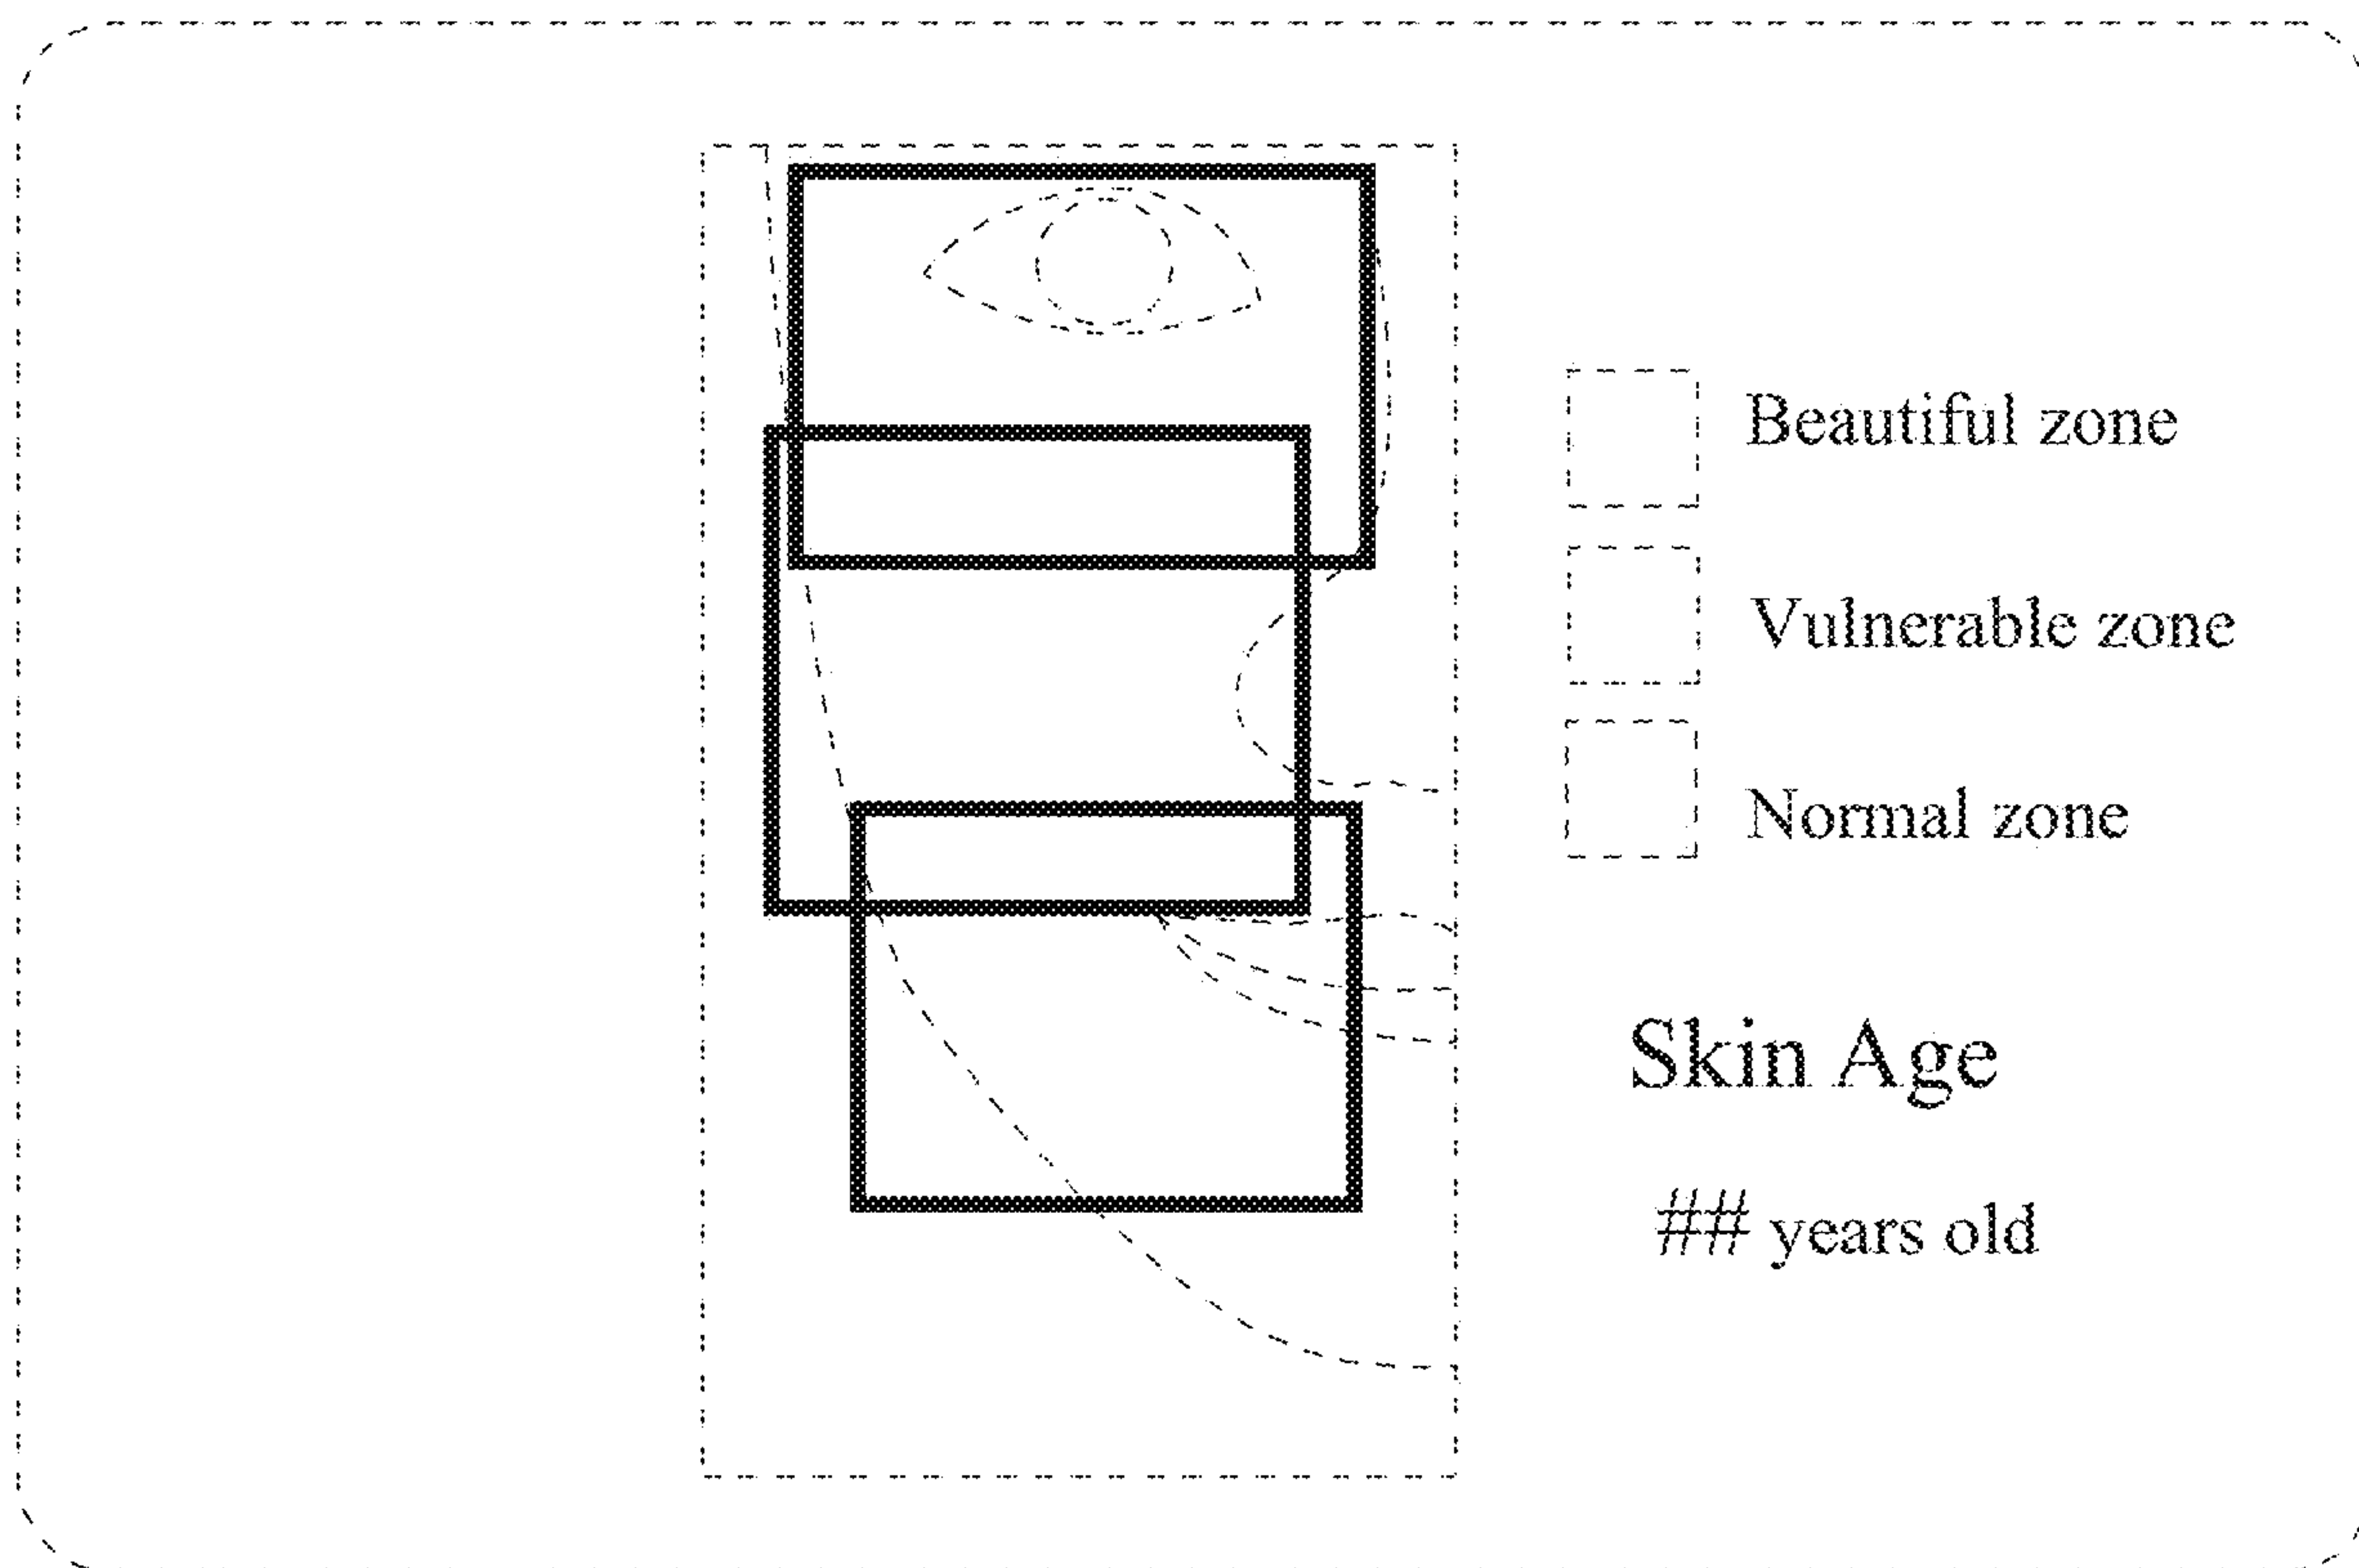 Beautiful zone
Vulnerable zone
Normal zone
Skin Age
## years old